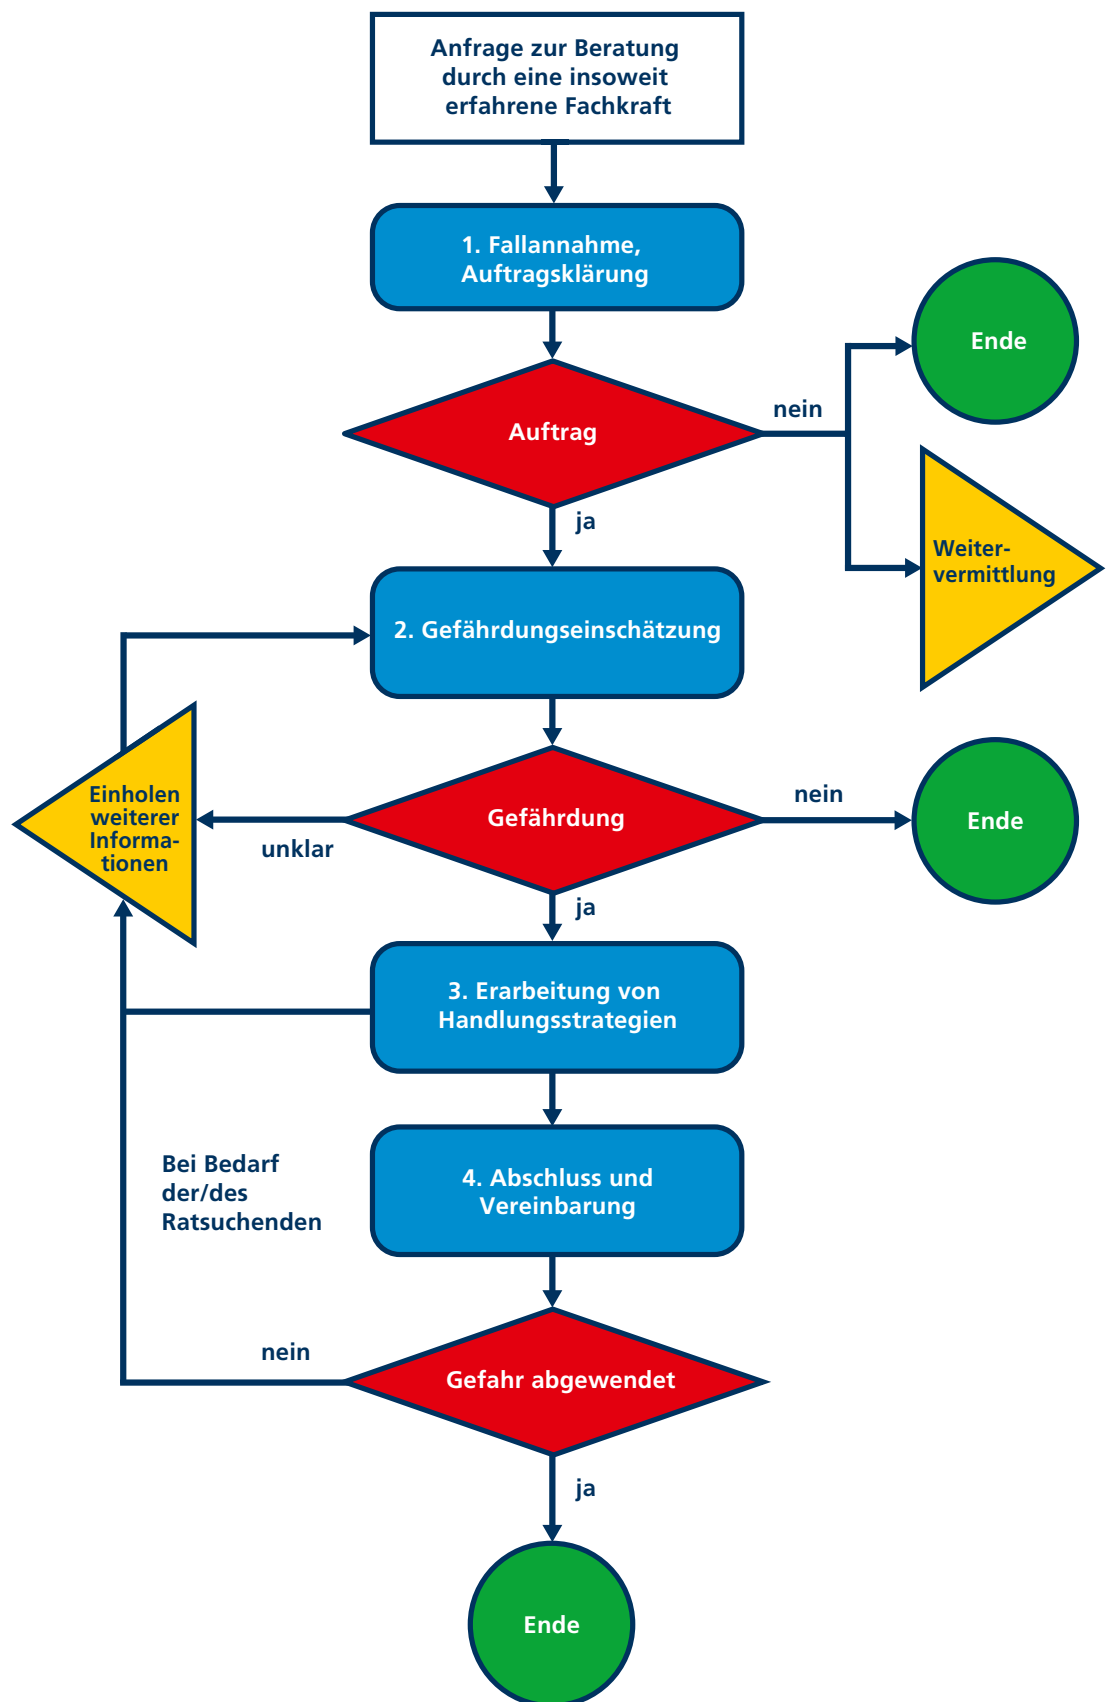 Anfrage zur Beratung
durch eine insoweit
erfahrene Fachkraft
1. Fallannahme,
Auftragsklärung
Ende
nein
Auftrag
ja
Weiter-
vermittlung
2. Gefährdungseinschätzung
Einholen
weiterer
Informa-
tionen
unklar
Gefährdung
nein
Ende
ja
3. Erarbeitung von
Handlungsstrategien
Bei Bedarf
der/des
Ratsuchenden
4. Abschluss und
Vereinbarung
nein
Gefahr abgewendet
ja
Ende